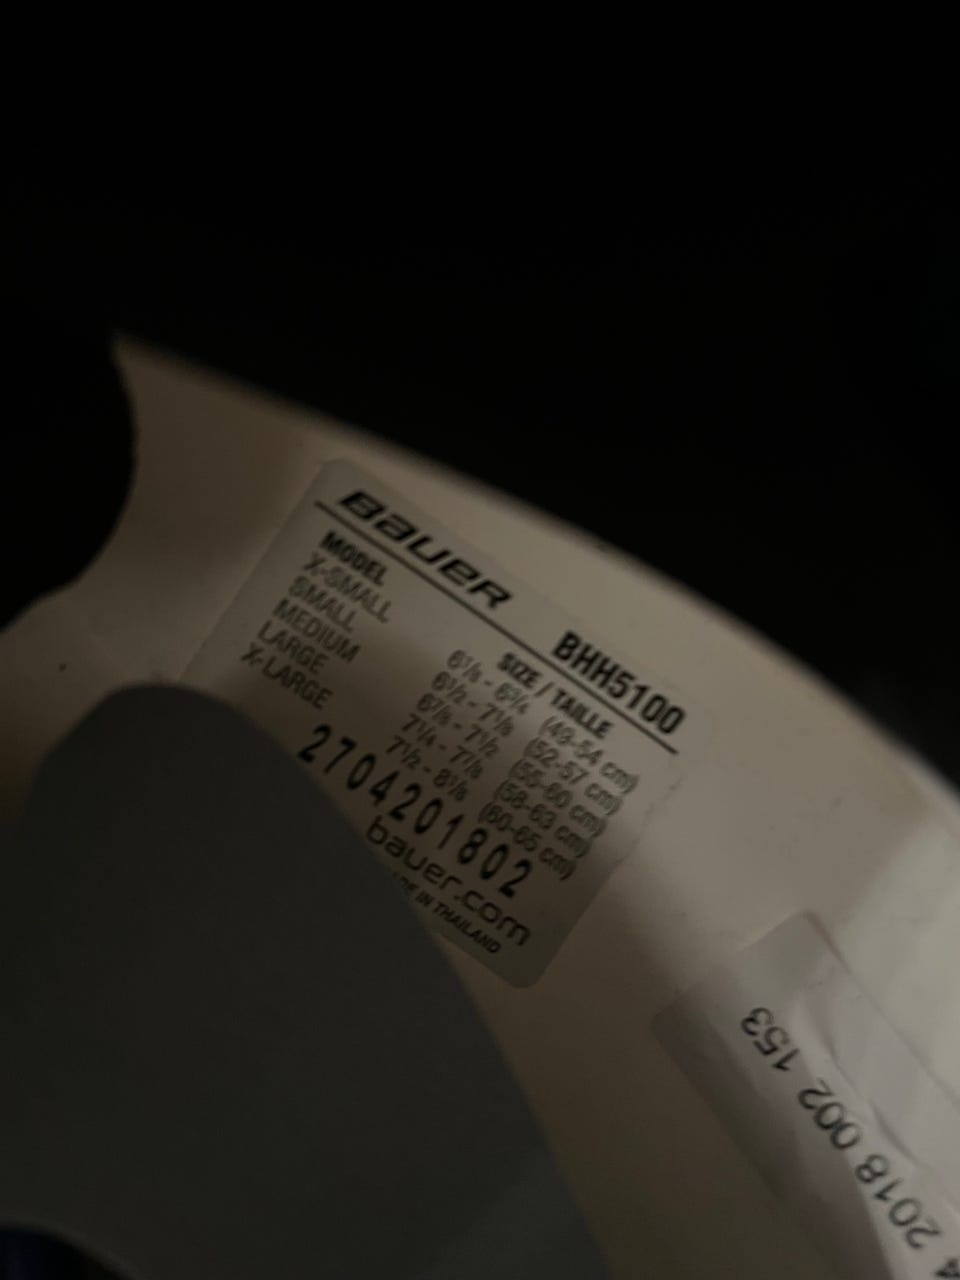 BAUER
BHH5100
MODEL SIZE / TAILLE
X-SMALL 6⅛ - 6¾ (49-54 cm)
SMALL 6½ - 7⅛ (52-57 cm)
MEDIUM 6⅞ - 7½ (55-60 cm)
LARGE 7¼ - 7⅞ (58-63 cm)
X-LARGE 7½ - 8⅛ (60-65 cm)
2704201802
bauer.com
IN THAILAND
2018 002 153